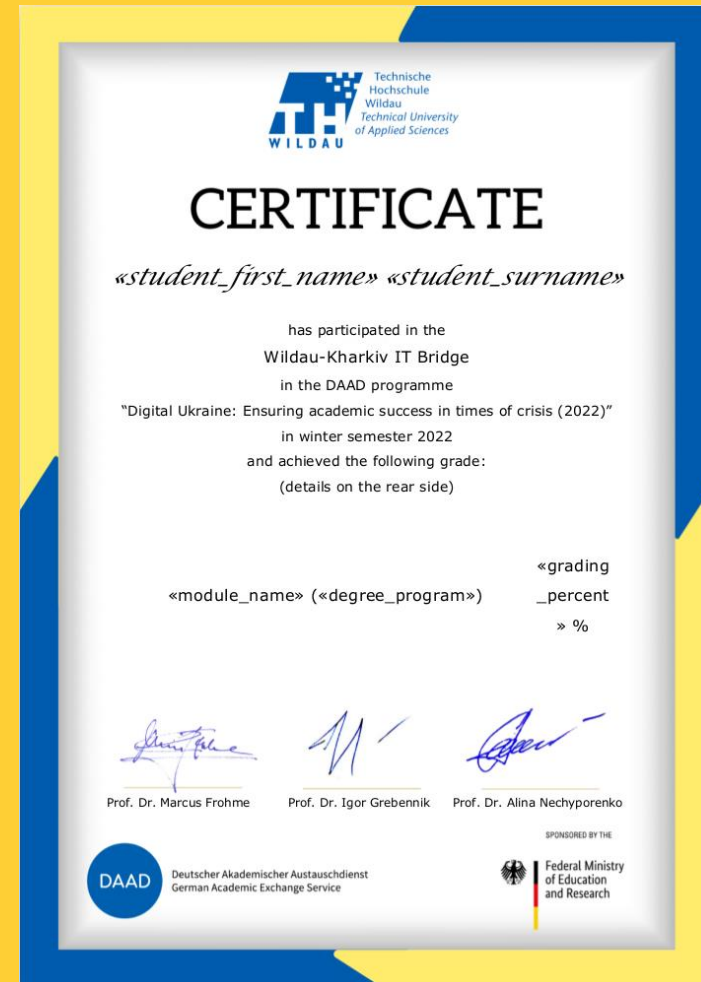 Technische
Hochschule
Wildau
Technical University
of Applied Sciences
TH
WILDAU
CERTIFICATE
«student_first_name» «student_surname»
has participated in the
Wildau-Kharkiv IT Bridge
in the DAAD programme
“Digital Ukraine: Ensuring academic success in times of crisis (2022)”
in winter semester 2022
and achieved the following grade:
(details on the rear side)
«module_name» («degree_program»)
«grading
_percent
» %
Prof. Dr. Marcus Frohme
Prof. Dr. Igor Grebennik
Prof. Dr. Alina Nechyporenko
DAAD
Deutscher Akademischer Austauschdienst
German Academic Exchange Service
SPONSORED BY THE
Federal Ministry
of Education
and Research